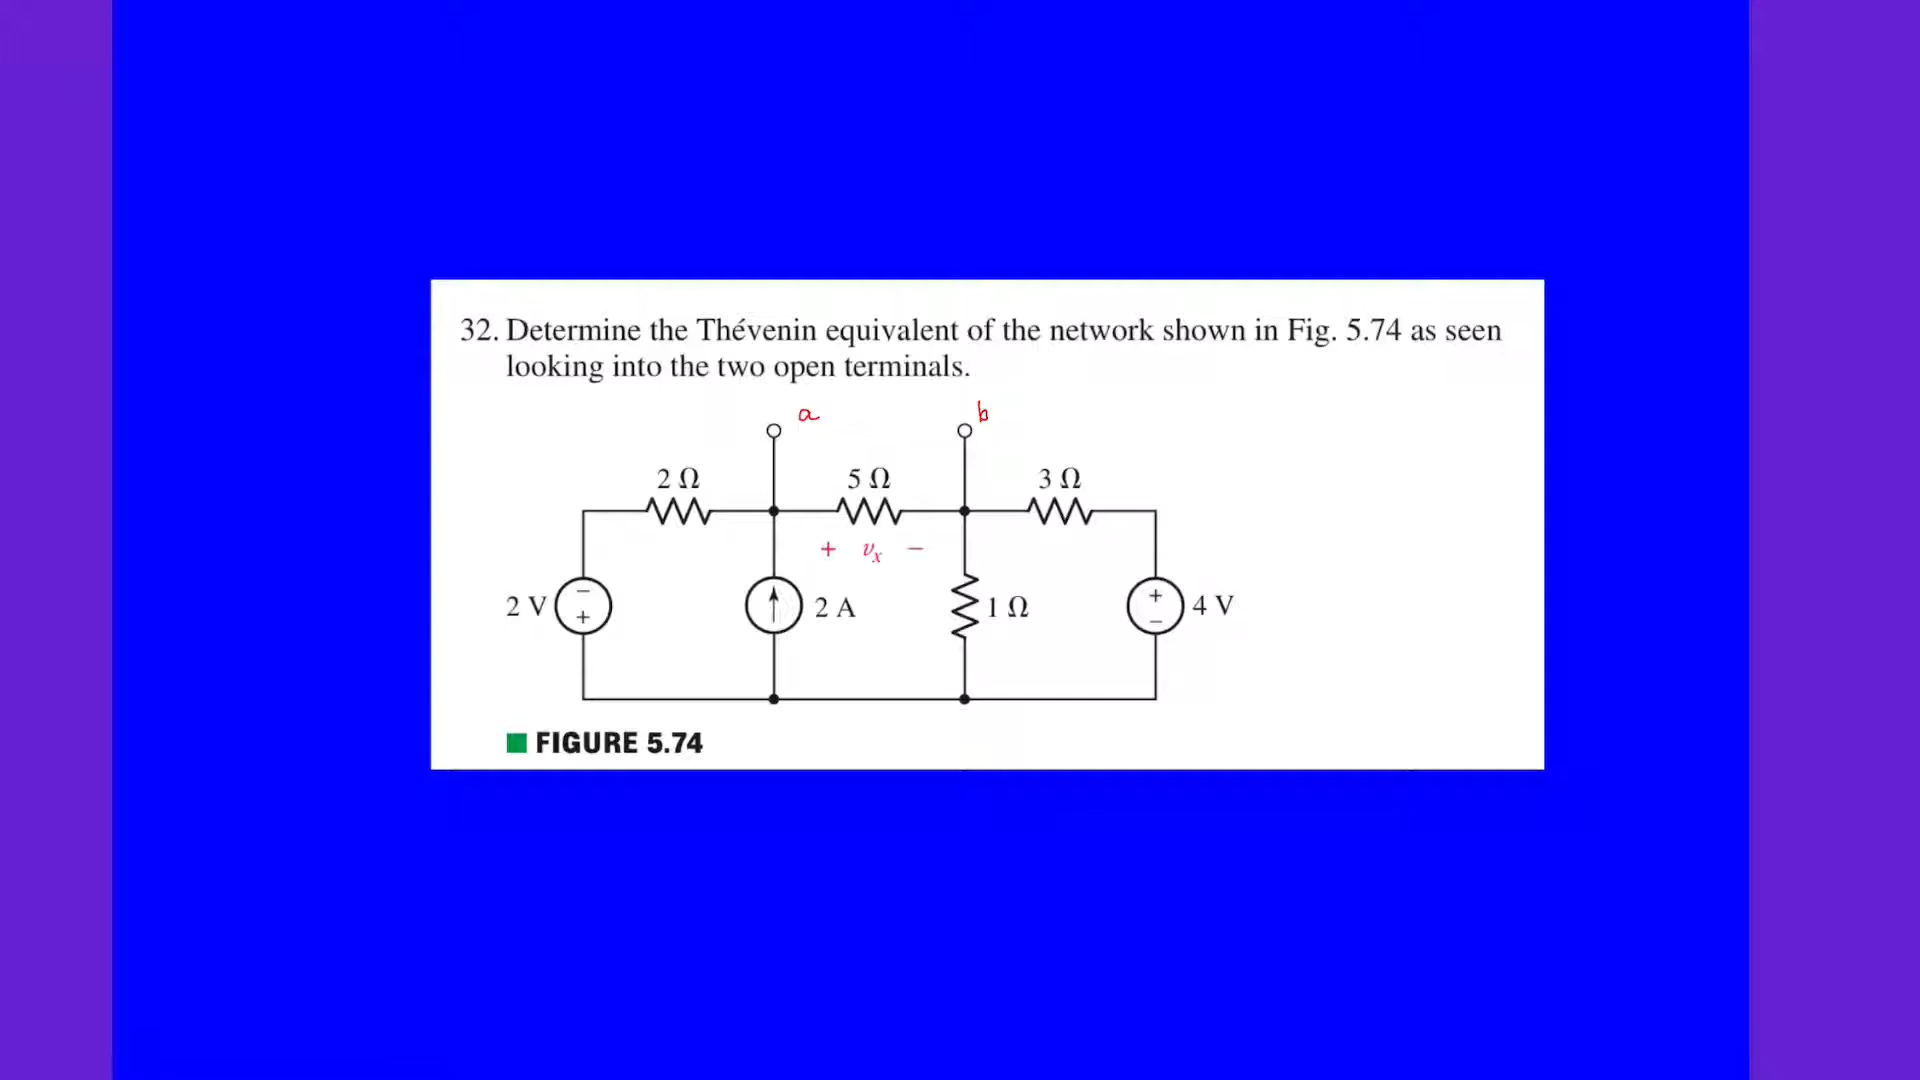 32. Determine the Thévenin equivalent of the network shown in Fig. 5.74 as seen
looking into the two open terminals.
a b
2 Ω 5 Ω 3 Ω
+ vx −
2 V − + 2 A 1 Ω + − 4 V
FIGURE 5.74